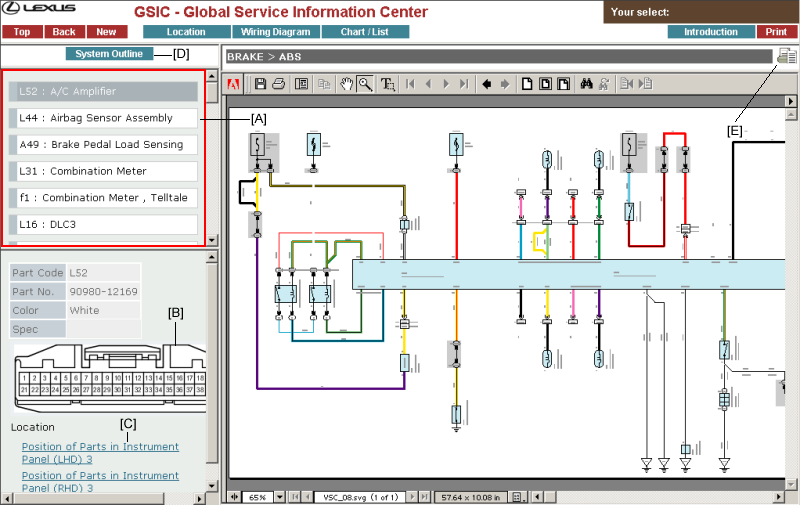 LEXUS
GSIC - Global Service Information Center
Your select:
Top
Back
New
Location
Wiring Diagram
Chart / List
Introduction
Print
System Outline
[D]
BRAKE > ABS
[E]
L52 : A/C Amplifier
L44 : Airbag Sensor Assembly
[A]
A49 : Brake Pedal Load Sensing
L31 : Combination Meter
f1 : Combination Meter , Telltale
L16 : DLC3
Part Code L52
Part No. 90980-12169
Color White
Spec
[B]
1 2 3 4 5 6 7 8 9 10 11 12 13 14 15 16 17 18
21 22 23 24 25 26 27 28 29 30 31 32 33 34 35 36 37 38
Location
[C]
Position of Parts in Instrument
Panel (LHD) 3
Position of Parts in Instrument
Panel (RHD) 3
65%
VSC_08.svg (1 of 1)
57.64 x 10.08 in